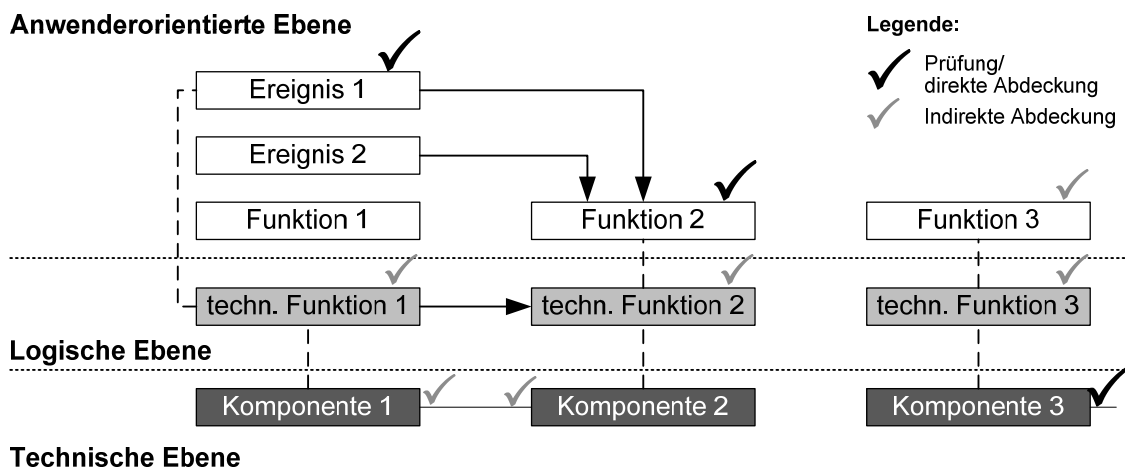 Anwenderorientierte Ebene
Legende:
Prüfung/
direkte Abdeckung
Indirekte Abdeckung
Ereignis 1
Ereignis 2
Funktion 1
Funktion 2
Funktion 3
techn. Funktion 1
techn. Funktion 2
techn. Funktion 3
Logische Ebene
Komponente 1
Komponente 2
Komponente 3
Technische Ebene